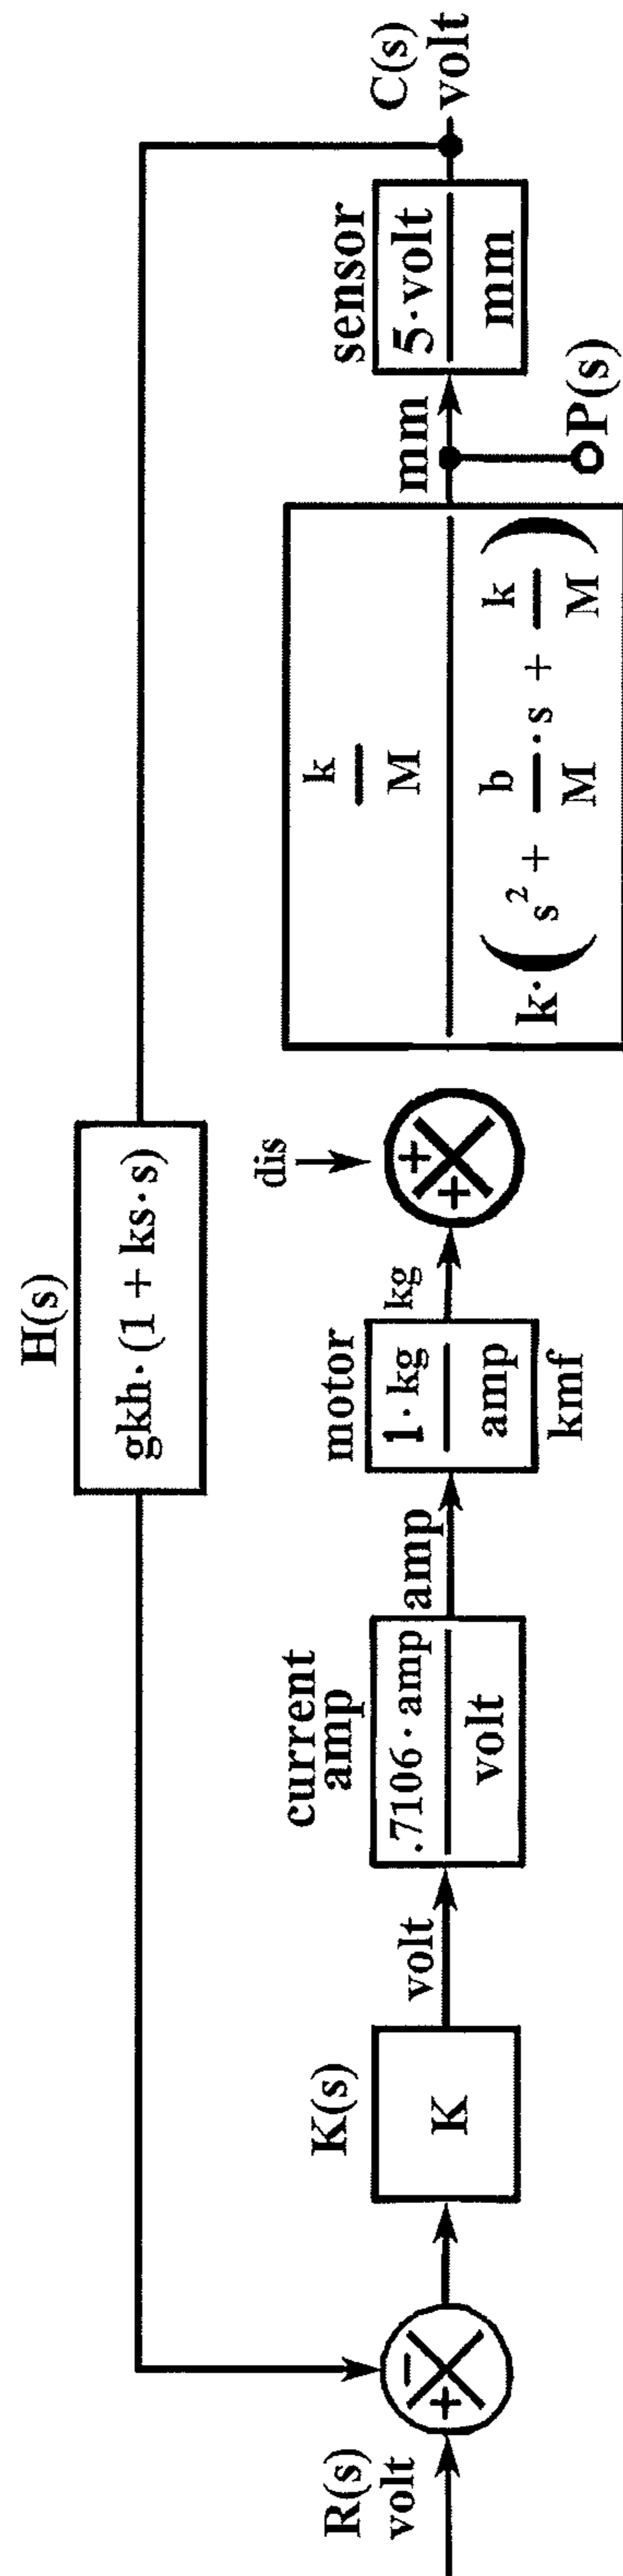 H(s)
gkh·(1 + ks·s)
R(s)
volt
−
+
K(s)
K
volt
current
amp
.7106·amp
volt
amp
motor
1·kg
amp
kmf
kg
dis
+
+
k
M
k·(s² + b/M·s + k/M)
mm
P(s)
sensor
5·volt
mm
C(s)
volt